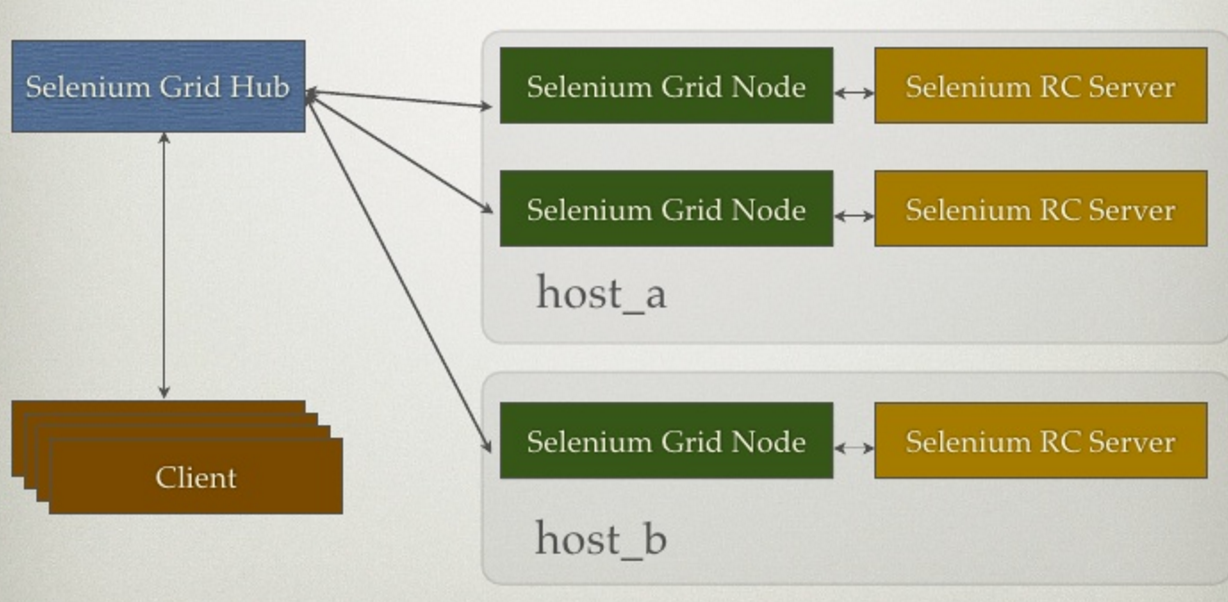 Selenium Grid Hub
Selenium Grid Node
Selenium RC Server
Selenium Grid Node
Selenium RC Server
host_a
Selenium Grid Node
Selenium RC Server
Client
host_b